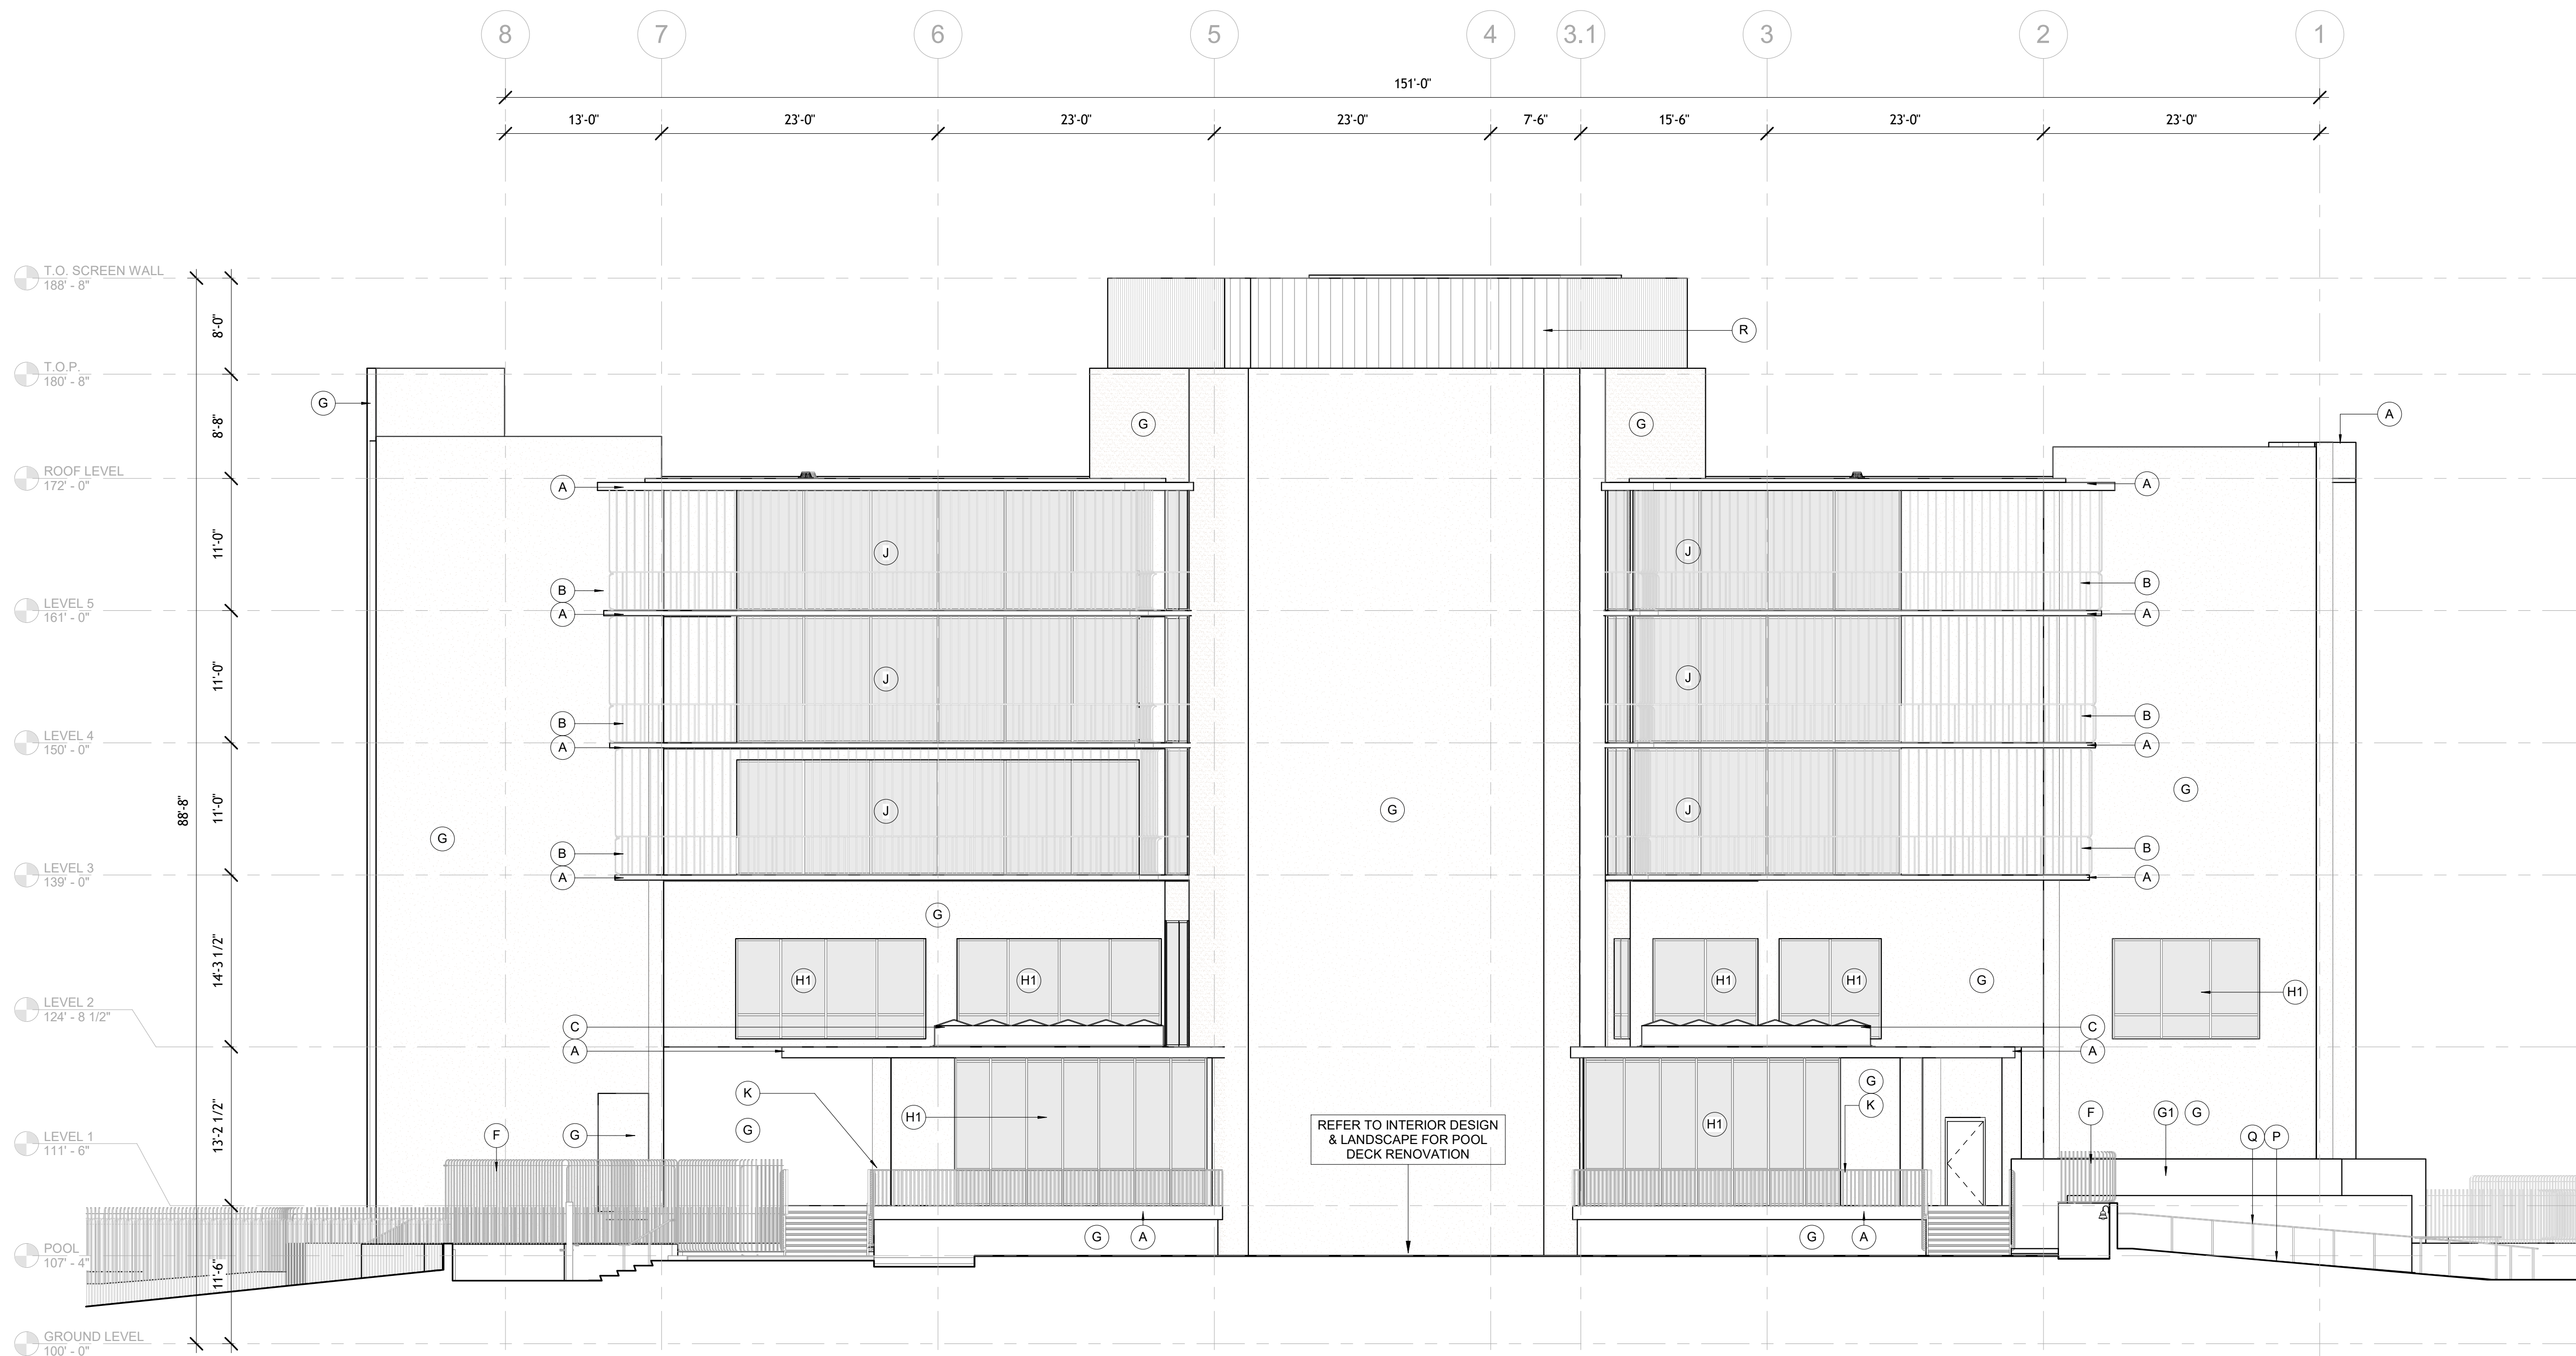 8 7 6 5 4 3.1 3 2 1
151'-0"
13'-0" 23'-0" 23'-0" 23'-0" 7'-6" 15'-6" 23'-0" 23'-0"
T.O. SCREEN WALL
188' - 8"
8'-0"
R
T.O.P.
180' - 8"
G
8'-8"
G G
A
ROOF LEVEL
172' - 0"
A A
11'-0"
J J
B B
LEVEL 5
161' - 0"
A A
11'-0"
J J
B B
LEVEL 4
150' - 0"
A A
88'-8"
11'-0"
J G J G
G
B B
LEVEL 3
139' - 0"
A A
G
14'-3 1/2"
H1 H1 H1 H1 G H1
LEVEL 2
124' - 8 1/2"
C C
A A
K G
K
H1 H1
13'-2 1/2"
G
F G1 G
LEVEL 1
111' - 6"
F G
REFER TO INTERIOR DESIGN
& LANDSCAPE FOR POOL
DECK RENOVATION
Q P
G A G A
POOL
107' - 4"
11'-6"
GROUND LEVEL
100' - 0"